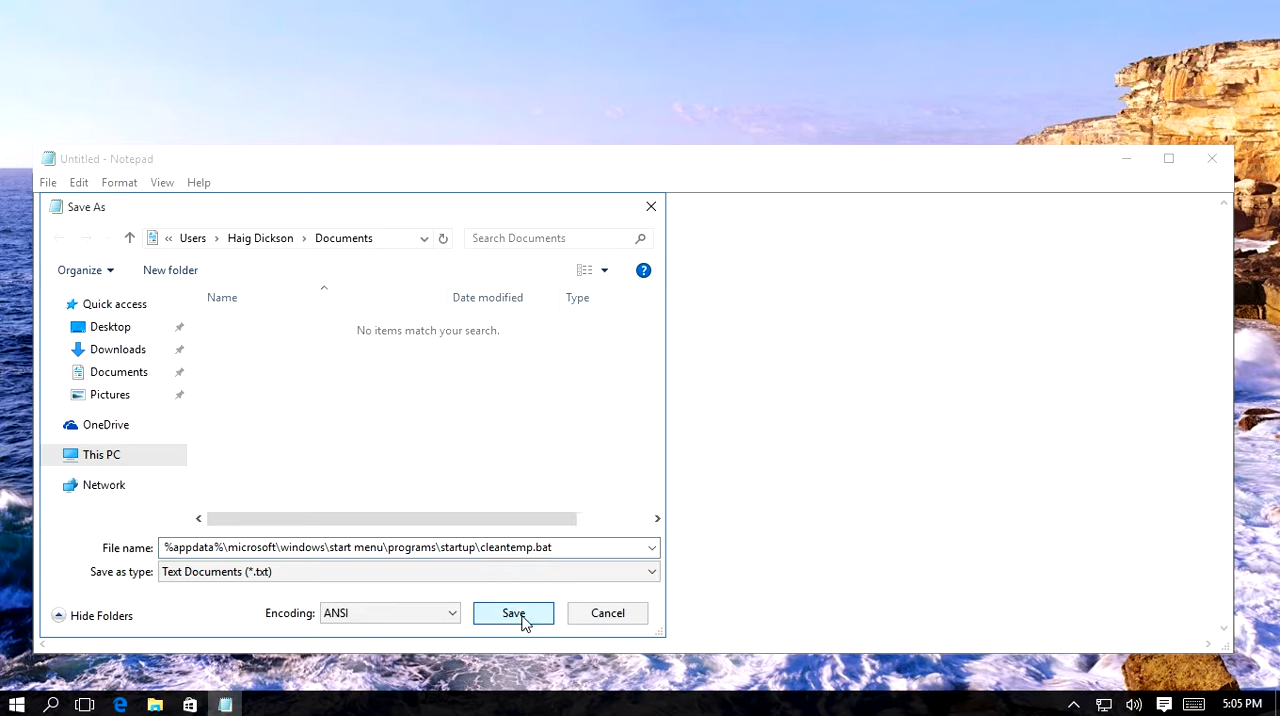 Untitled - Notepad
File Edit Format View Help
Save As
« Users › Haig Dickson › Documents
Search Documents
Organize New folder
Name Date modified Type
No items match your search.
Quick access
Desktop
Downloads
Documents
Pictures
OneDrive
This PC
Network
File name: %appdata%\microsoft\windows\start menu\programs\startup\cleantemp.bat
Save as type: Text Documents (*.txt)
Hide Folders Encoding: ANSI Save Cancel
5:05 PM